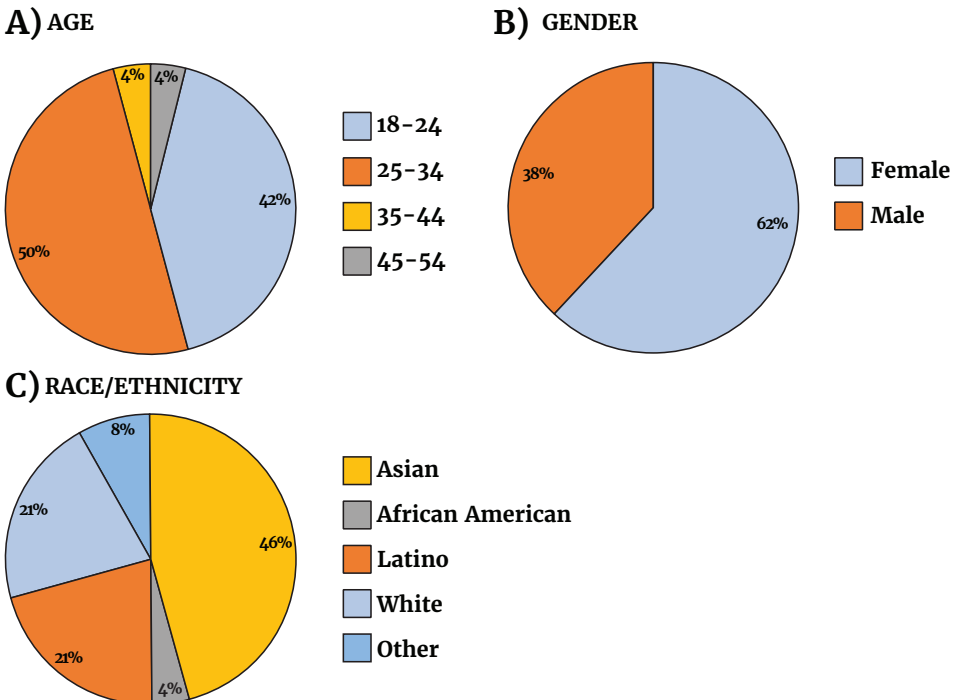 A) AGE
4%
4%
42%
50%
18-24
25-34
35-44
45-54
B) GENDER
38%
62%
Female
Male
C) RACE/ETHNICITY
8%
21%
46%
21%
4%
Asian
African American
Latino
White
Other